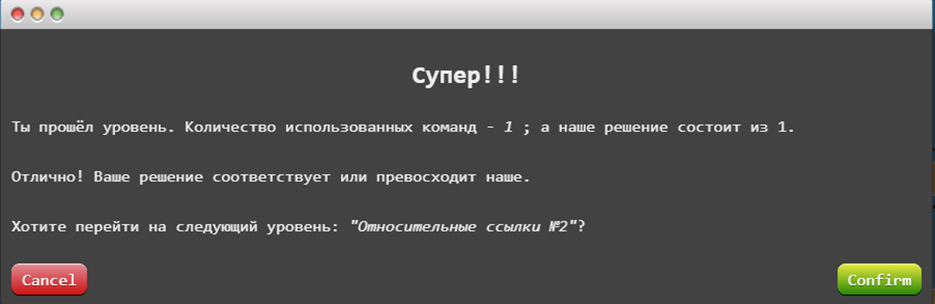 Супер!!!
Ты прошёл уровень. Количество использованных команд - 1 ; а наше решение состоит из 1.
Отлично! Ваше решение соответствует или превосходит наше.
Хотите перейти на следующий уровень: "Относительные ссылки №2"?
Cancel
Confirm